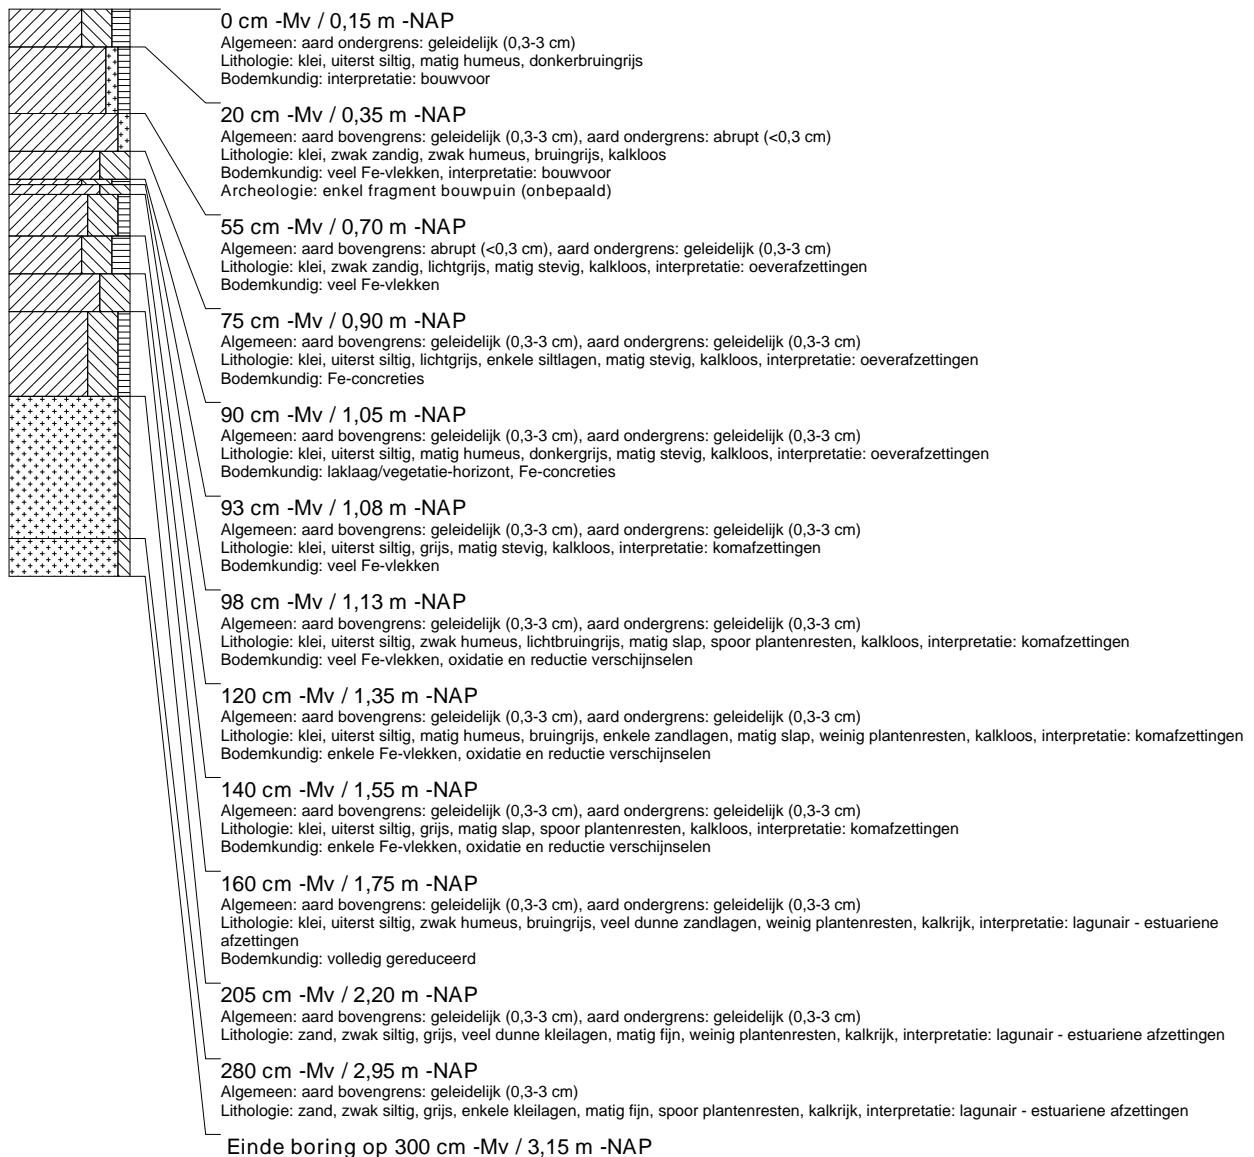 0 cm -Mv / 0,15 m -NAP
Algemeen: aard ondergrens: geleidelijk (0,3-3 cm)
Lithologie: klei, uiterst siltig, matig humeus, donkerbruingrijs
Bodemkundig: interpretatie: bouwvoor
20 cm -Mv / 0,35 m -NAP
Algemeen: aard bovengrens: geleidelijk (0,3-3 cm), aard ondergrens: abrupt (<0,3 cm)
Lithologie: klei, zwak zandig, zwak humeus, bruingrijs, kalkloos
Bodemkundig: veel Fe-vlekken, interpretatie: bouwvoor
Archeologie: enkel fragment bouwpuin (onbepaald)
55 cm -Mv / 0,70 m -NAP
Algemeen: aard bovengrens: abrupt (<0,3 cm), aard ondergrens: geleidelijk (0,3-3 cm)
Lithologie: klei, zwak zandig, lichtgrijs, matig stevig, kalkloos, interpretatie: oeverafzettingen
Bodemkundig: veel Fe-vlekken
75 cm -Mv / 0,90 m -NAP
Algemeen: aard bovengrens: geleidelijk (0,3-3 cm), aard ondergrens: geleidelijk (0,3-3 cm)
Lithologie: klei, uiterst siltig, lichtgrijs, enkele siltlagen, matig stevig, kalkloos, interpretatie: oeverafzettingen
Bodemkundig: Fe-concreties
90 cm -Mv / 1,05 m -NAP
Algemeen: aard bovengrens: geleidelijk (0,3-3 cm), aard ondergrens: geleidelijk (0,3-3 cm)
Lithologie: klei, uiterst siltig, matig humeus, donkergrijs, matig stevig, kalkloos, interpretatie: oeverafzettingen
Bodemkundig: laklaag/vegetatie-horizont, Fe-concreties
93 cm -Mv / 1,08 m -NAP
Algemeen: aard bovengrens: geleidelijk (0,3-3 cm), aard ondergrens: geleidelijk (0,3-3 cm)
Lithologie: klei, uiterst siltig, grijs, matig stevig, kalkloos, interpretatie: komafzettingen
Bodemkundig: veel Fe-vlekken
98 cm -Mv / 1,13 m -NAP
Algemeen: aard bovengrens: geleidelijk (0,3-3 cm), aard ondergrens: geleidelijk (0,3-3 cm)
Lithologie: klei, uiterst siltig, zwak humeus, lichtbruingrijs, matig slap, spoor plantenresten, kalkloos, interpretatie: komafzettingen
Bodemkundig: veel Fe-vlekken, oxidatie en reductie verschijnselen
120 cm -Mv / 1,35 m -NAP
Algemeen: aard bovengrens: geleidelijk (0,3-3 cm), aard ondergrens: geleidelijk (0,3-3 cm)
Lithologie: klei, uiterst siltig, matig humeus, bruingrijs, enkele zandlagen, matig slap, weinig plantenresten, kalkloos, interpretatie: komafzettingen
Bodemkundig: enkele Fe-vlekken, oxidatie en reductie verschijnselen
140 cm -Mv / 1,55 m -NAP
Algemeen: aard bovengrens: geleidelijk (0,3-3 cm), aard ondergrens: geleidelijk (0,3-3 cm)
Lithologie: klei, uiterst siltig, grijs, matig slap, spoor plantenresten, kalkloos, interpretatie: komafzettingen
Bodemkundig: enkele Fe-vlekken, oxidatie en reductie verschijnselen
160 cm -Mv / 1,75 m -NAP
Algemeen: aard bovengrens: geleidelijk (0,3-3 cm), aard ondergrens: geleidelijk (0,3-3 cm)
Lithologie: klei, uiterst siltig, zwak humeus, bruingrijs, veel dunne zandlagen, weinig plantenresten, kalkrijk, interpretatie: lagunair - estuariene
afzettingen
Bodemkundig: volledig gereduceerd
205 cm -Mv / 2,20 m -NAP
Algemeen: aard bovengrens: geleidelijk (0,3-3 cm), aard ondergrens: geleidelijk (0,3-3 cm)
Lithologie: zand, zwak siltig, grijs, veel dunne kleilagen, matig fijn, weinig plantenresten, kalkrijk, interpretatie: lagunair - estuariene afzettingen
280 cm -Mv / 2,95 m -NAP
Algemeen: aard bovengrens: geleidelijk (0,3-3 cm)
Lithologie: zand, zwak siltig, grijs, enkele kleilagen, matig fijn, spoor plantenresten, kalkrijk, interpretatie: lagunair - estuariene afzettingen
Einde boring op 300 cm -Mv / 3,15 m -NAP